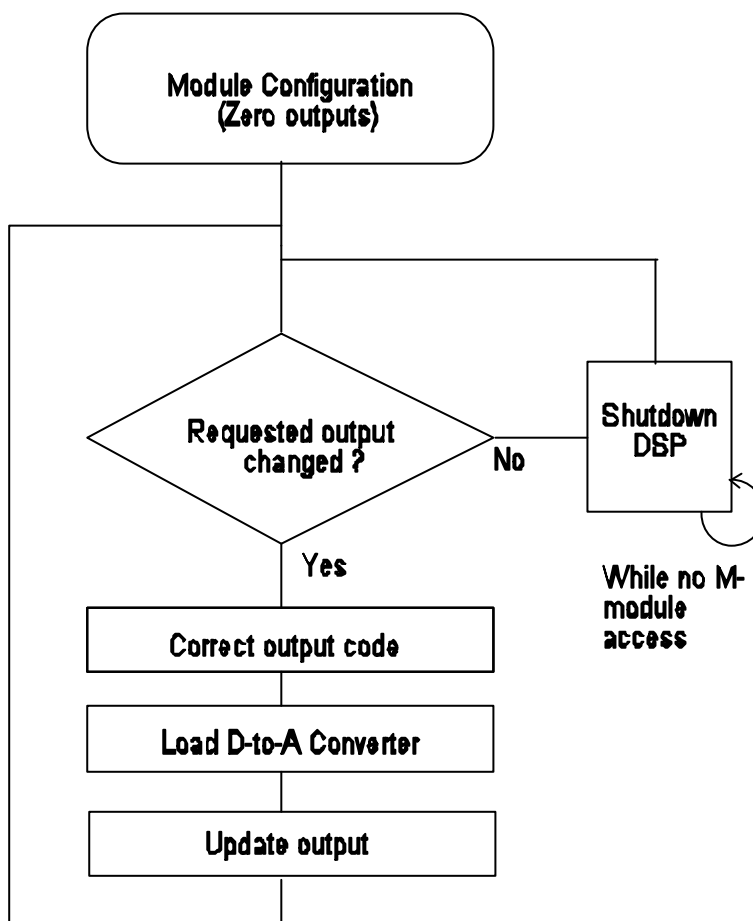 Module Configuration
(Zero outputs)
Requested output
changed ?
No
Shutdown
DSP
Yes
While no M-
module
access
Correct output code
Load D-to-A Converter
Update output